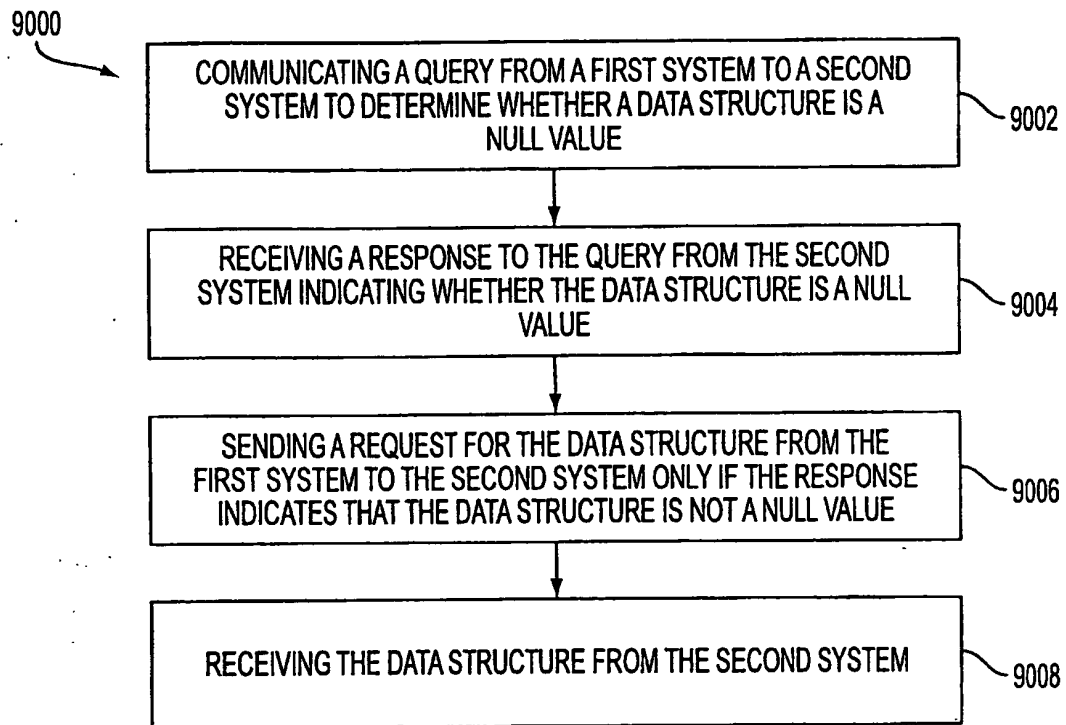 9000
COMMUNICATING A QUERY FROM A FIRST SYSTEM TO A SECOND
SYSTEM TO DETERMINE WHETHER A DATA STRUCTURE IS A
NULL VALUE
9002
RECEIVING A RESPONSE TO THE QUERY FROM THE SECOND
SYSTEM INDICATING WHETHER THE DATA STRUCTURE IS A NULL
VALUE
9004
SENDING A REQUEST FOR THE DATA STRUCTURE FROM THE
FIRST SYSTEM TO THE SECOND SYSTEM ONLY IF THE RESPONSE
INDICATES THAT THE DATA STRUCTURE IS NOT A NULL VALUE
9006
RECEIVING THE DATA STRUCTURE FROM THE SECOND SYSTEM
9008